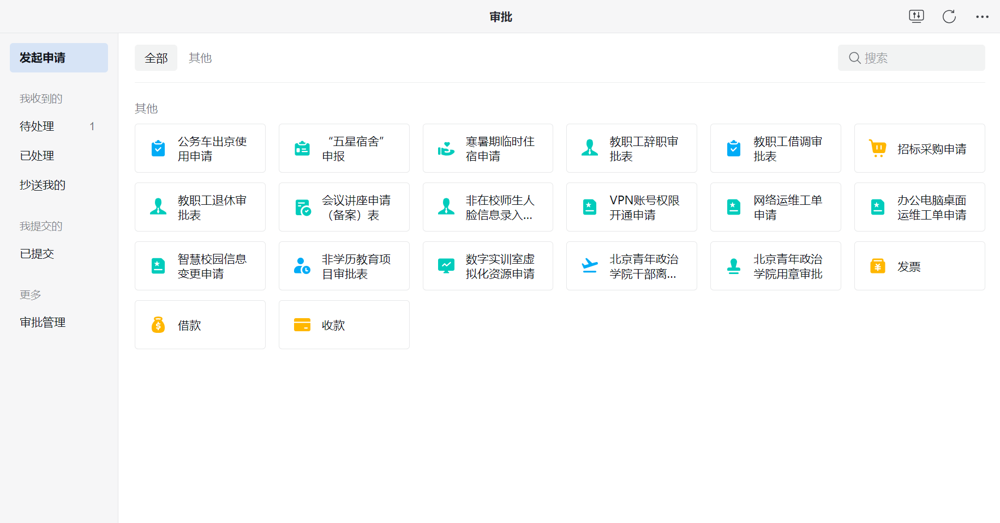 审批
发起申请
我收到的
待处理 1
已处理
抄送我的
我提交的
已提交
更多
审批管理
全部 其他
搜索
其他
公务车出京使
用申请
“五星宿舍”
申报
寒暑期临时住
宿申请
教职工辞职审
批表
教职工借调审
批表
招标采购申请
教职工退休审
批表
会议讲座申请
（备案）表
非在校师生人
脸信息录入...
VPN账号权限
开通申请
网络运维工单
申请
办公电脑桌面
运维工单申请
智慧校园信息
变更申请
非学历教育项
目审批表
数字实训室虚
拟化资源申请
北京青年政治
学院干部离...
北京青年政治
学院用章审批
发票
借款
收款